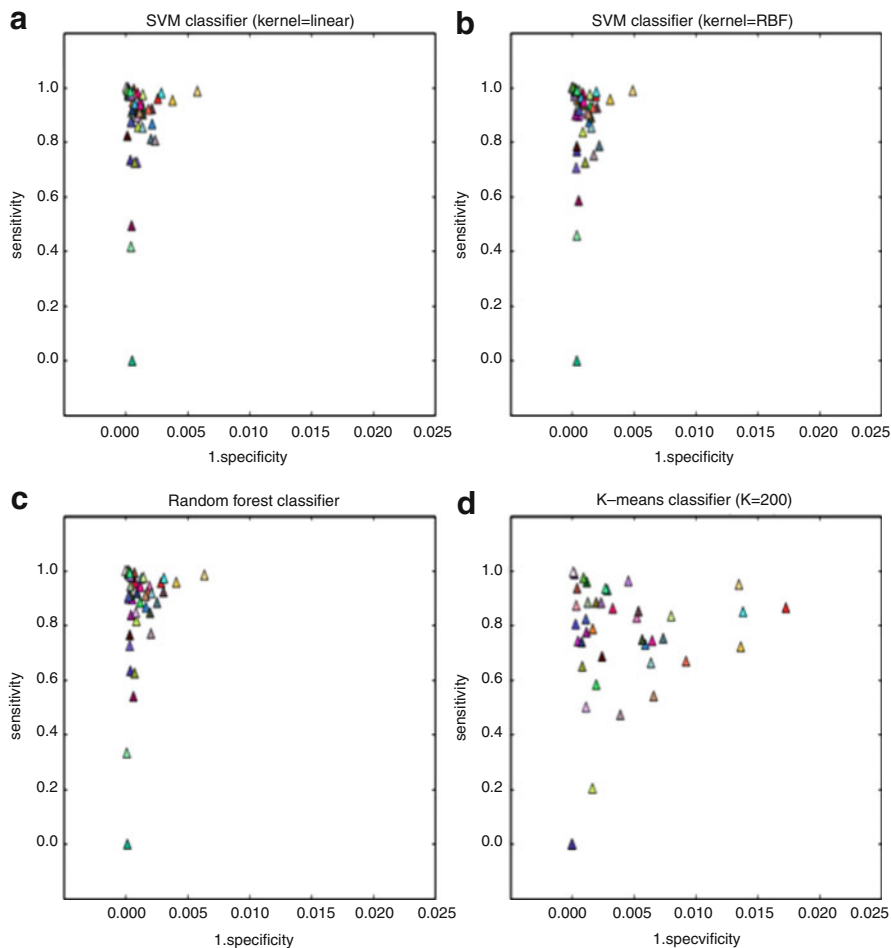 a
SVM classifier (kernel=linear)
1.0
0.8
0.6
0.4
0.2
0.0
sensitivity
0.000 0.005 0.010 0.015 0.020 0.025
1.specificity
b
SVM classifier (kernel=RBF)
1.0
0.8
0.6
0.4
0.2
0.0
sensitivity
0.000 0.005 0.010 0.015 0.020 0.025
1.specificity
c
Random forest classifier
1.0
0.8
0.6
0.4
0.2
0.0
sensitivity
0.000 0.005 0.010 0.015 0.020 0.025
1.specificity
d
K–means classifier (K=200)
1.0
0.8
0.6
0.4
0.2
0.0
sensitivity
0.000 0.005 0.010 0.015 0.020 0.025
1.specvificity